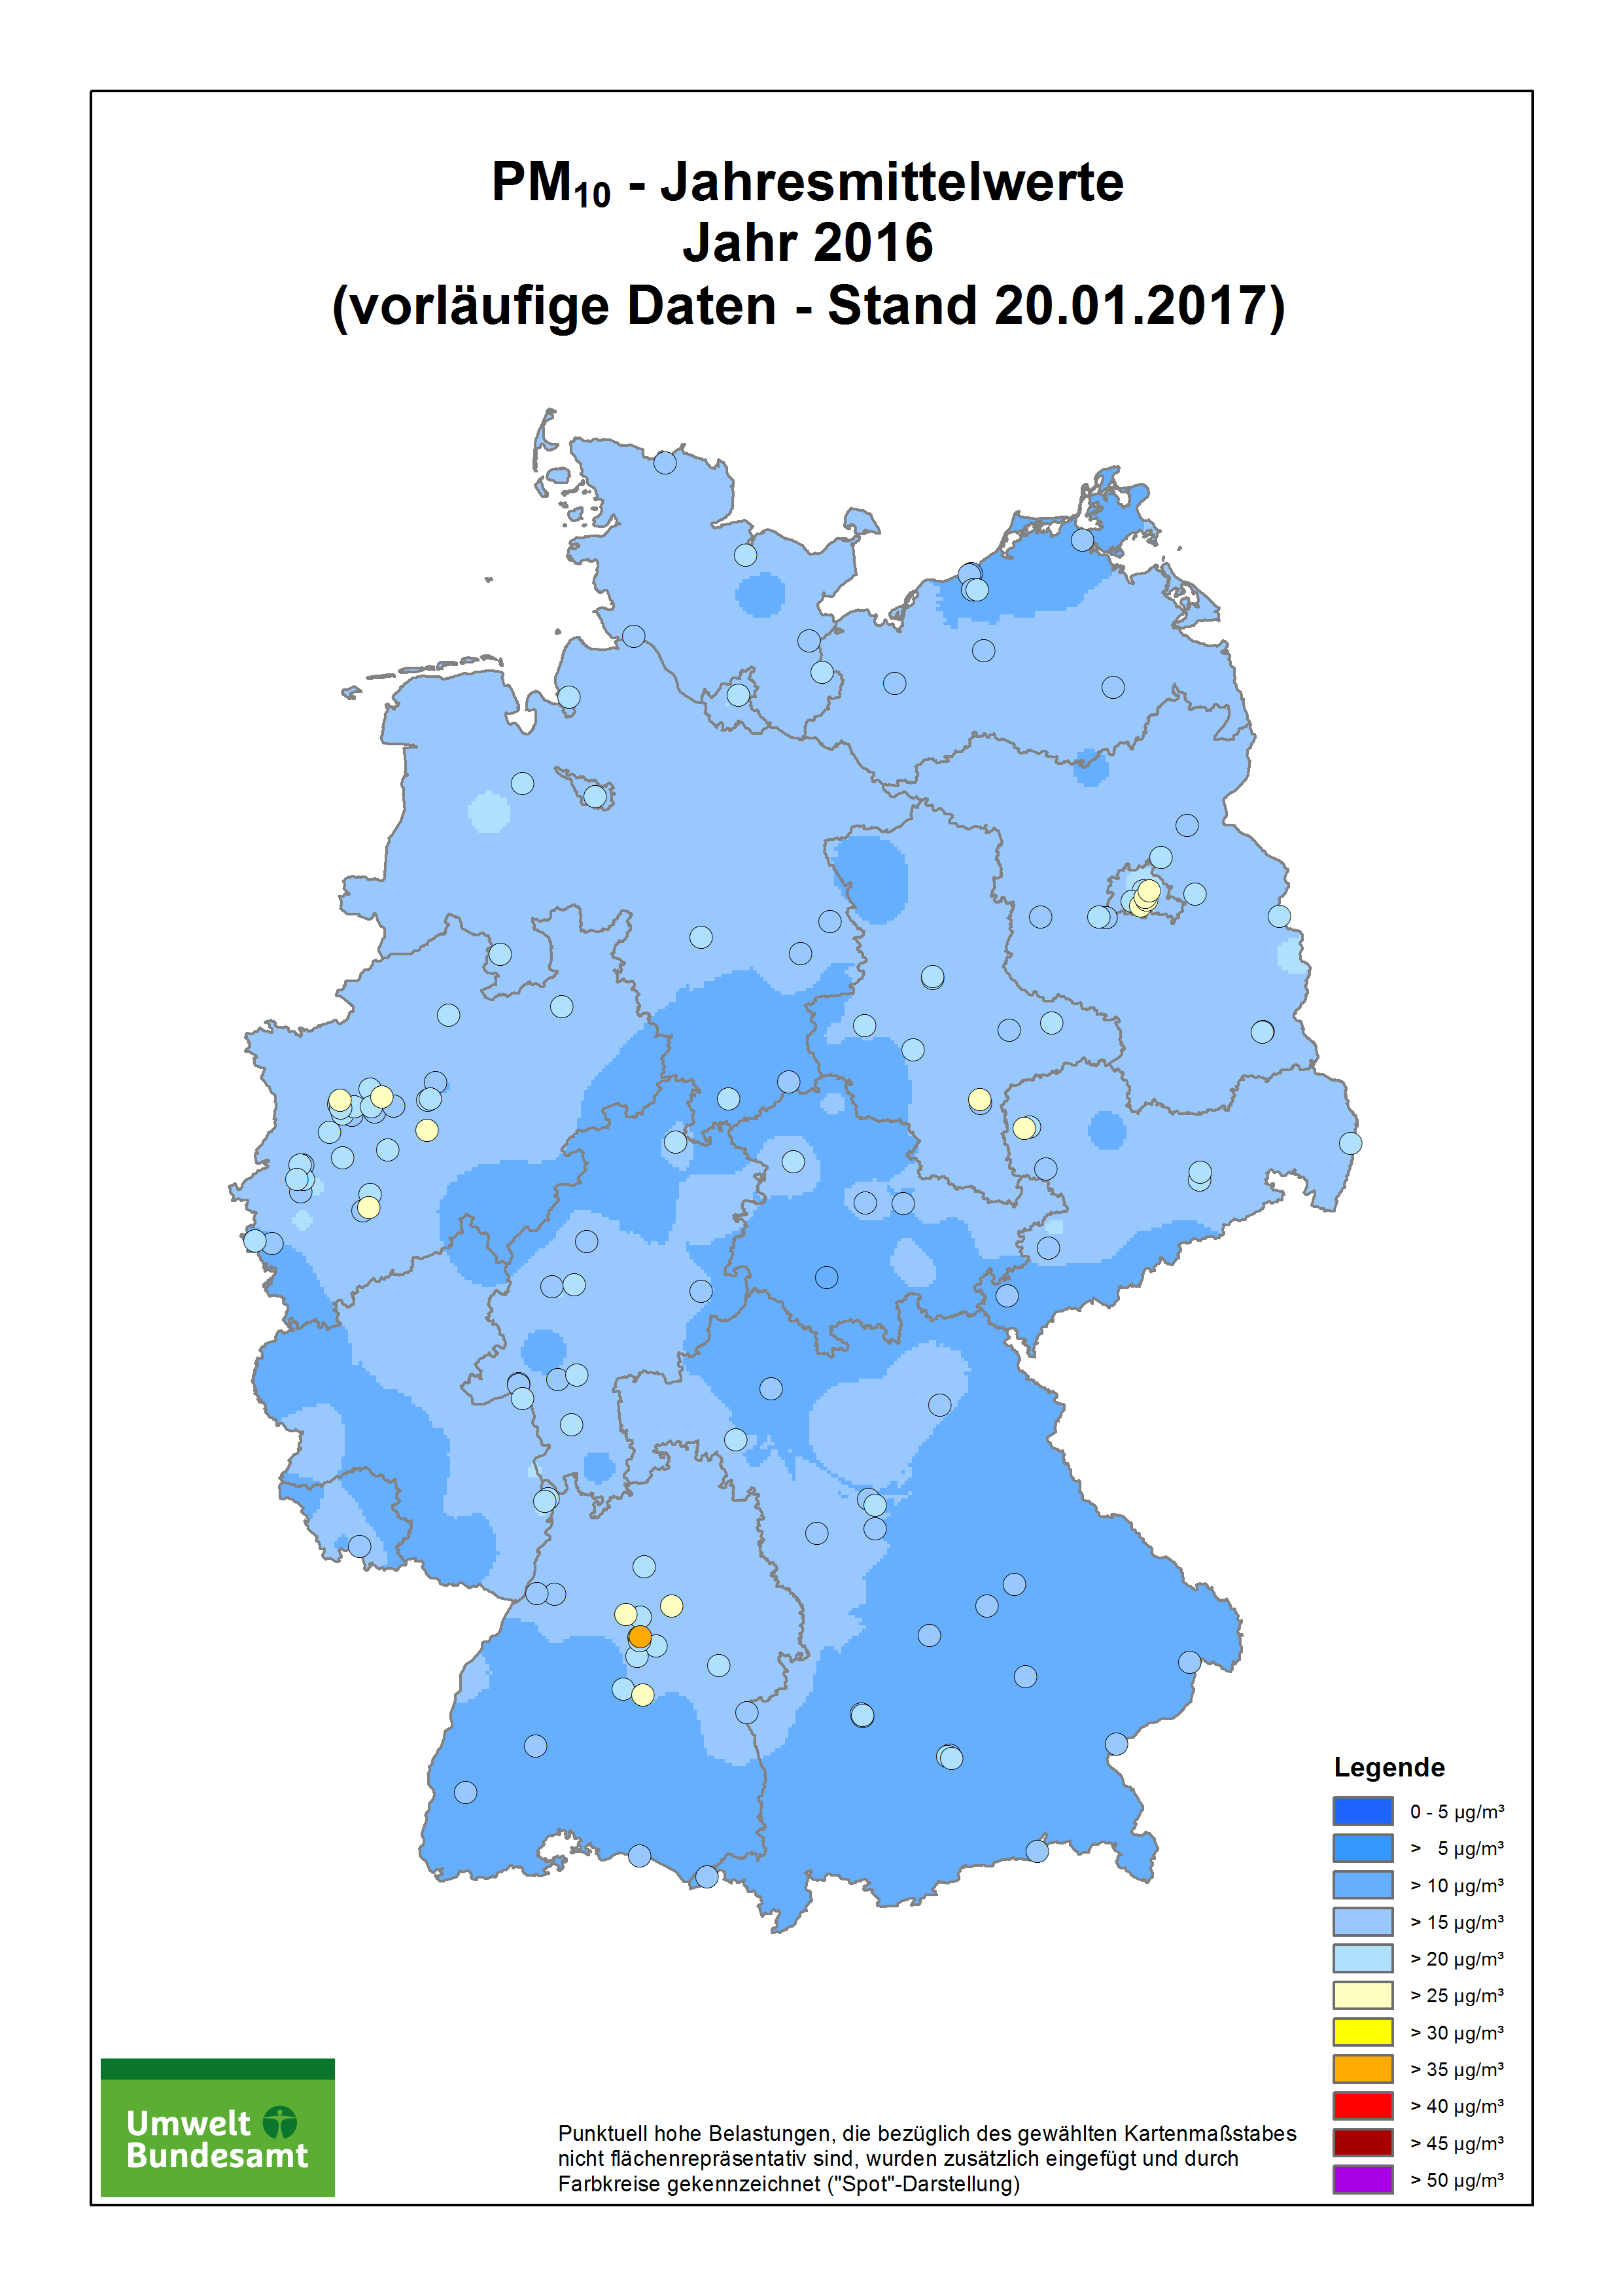 PM₁₀ - Jahresmittelwerte
Jahr 2016
(vorläufige Daten - Stand 20.01.2017)
Legende
0 - 5 µg/m³
> 5 µg/m³
> 10 µg/m³
> 15 µg/m³
> 20 µg/m³
> 25 µg/m³
> 30 µg/m³
> 35 µg/m³
> 40 µg/m³
> 45 µg/m³
> 50 µg/m³
Umwelt
Bundesamt
Punktuell hohe Belastungen, die bezüglich des gewählten Kartenmaßstabes
nicht flächenrepräsentativ sind, wurden zusätzlich eingefügt und durch
Farbkreise gekennzeichnet ("Spot"-Darstellung)